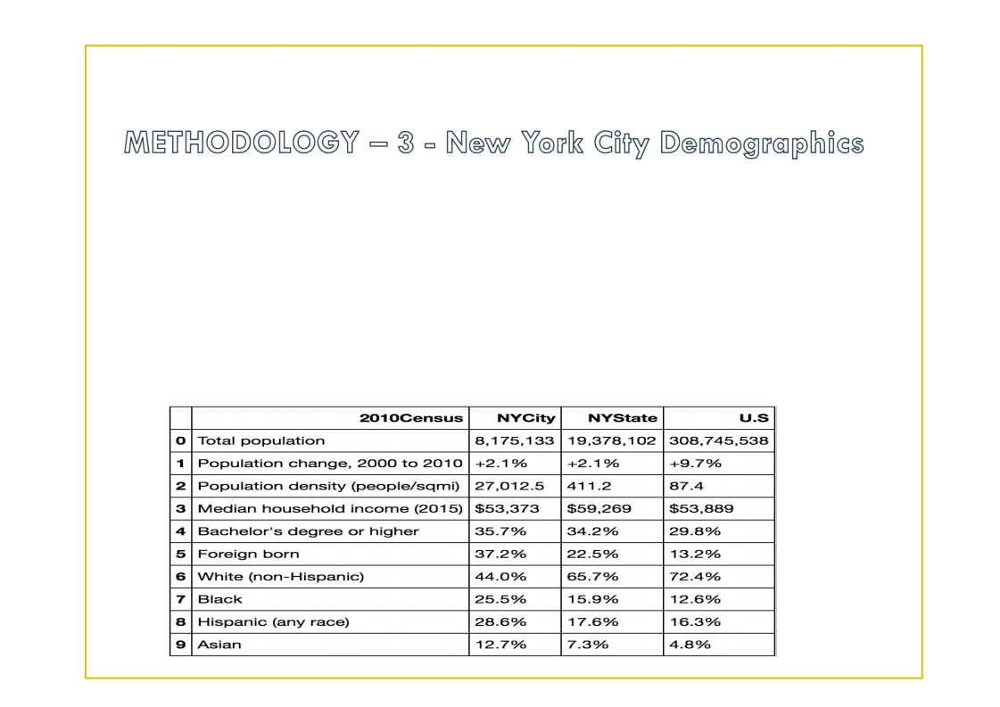 METHODOLOGY – 3 - New York City Demographics
2010Census NYCity NYState U.S
0 Total population 8,175,133 19,378,102 308,745,538
1 Population change, 2000 to 2010 +2.1% +2.1% +9.7%
2 Population density (people/sqmi) 27,012.5 411.2 87.4
3 Median household income (2015) $53,373 $59,269 $53,889
4 Bachelor's degree or higher 35.7% 34.2% 29.8%
5 Foreign born 37.2% 22.5% 13.2%
6 White (non-Hispanic) 44.0% 65.7% 72.4%
7 Black 25.5% 15.9% 12.6%
8 Hispanic (any race) 28.6% 17.6% 16.3%
9 Asian 12.7% 7.3% 4.8%